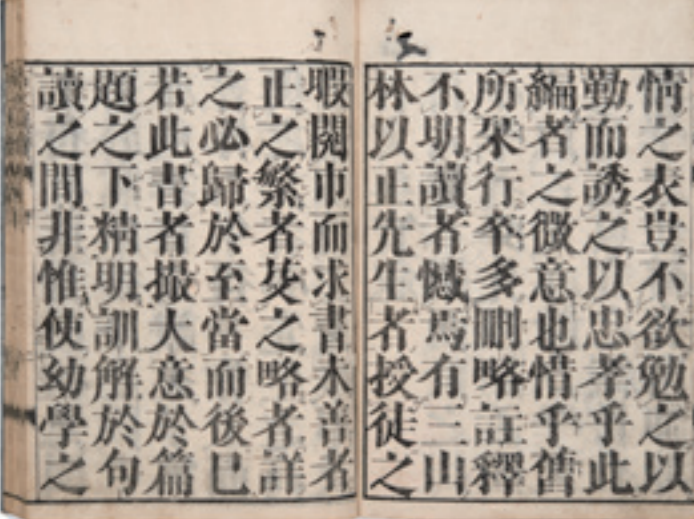 情之表豈不欲勉之以
勤而誘之以忠孝乎此
編者之微意也惜乎舊
所栞行卒多刪略註釋
不明讀者憾焉有三山
林以正先生者授徒之
暇閱市而求書未善者
正之繁者芟之略者詳
之必歸於至當而後已
若此書者撮大意於篇
題之下精明訓解於句
讀之間非惟使幼學之